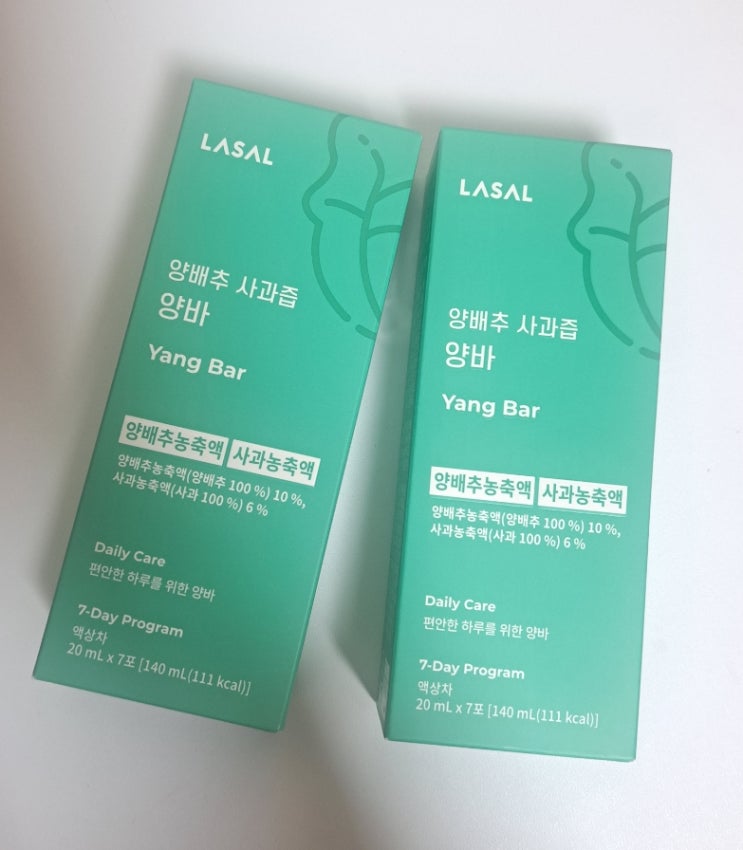 LASAL
양배추 사과즙
양바
Yang Bar
양배추농축액 사과농축액
양배추농축액(양배추 100 %) 10 %,
사과농축액(사과 100 %) 6 %
Daily Care
편안한 하루를 위한 양바
7-Day Program
액상차
20 mL x 7포 [140 mL(111 kcal)]
LASAL
양배추 사과즙
양바
Yang Bar
양배추농축액 사과농축액
양배추농축액(양배추 100 %) 10 %,
사과농축액(사과 100 %) 6 %
Daily Care
편안한 하루를 위한 양바
7-Day Program
액상차
20 mL x 7포 [140 mL(111 kcal)]